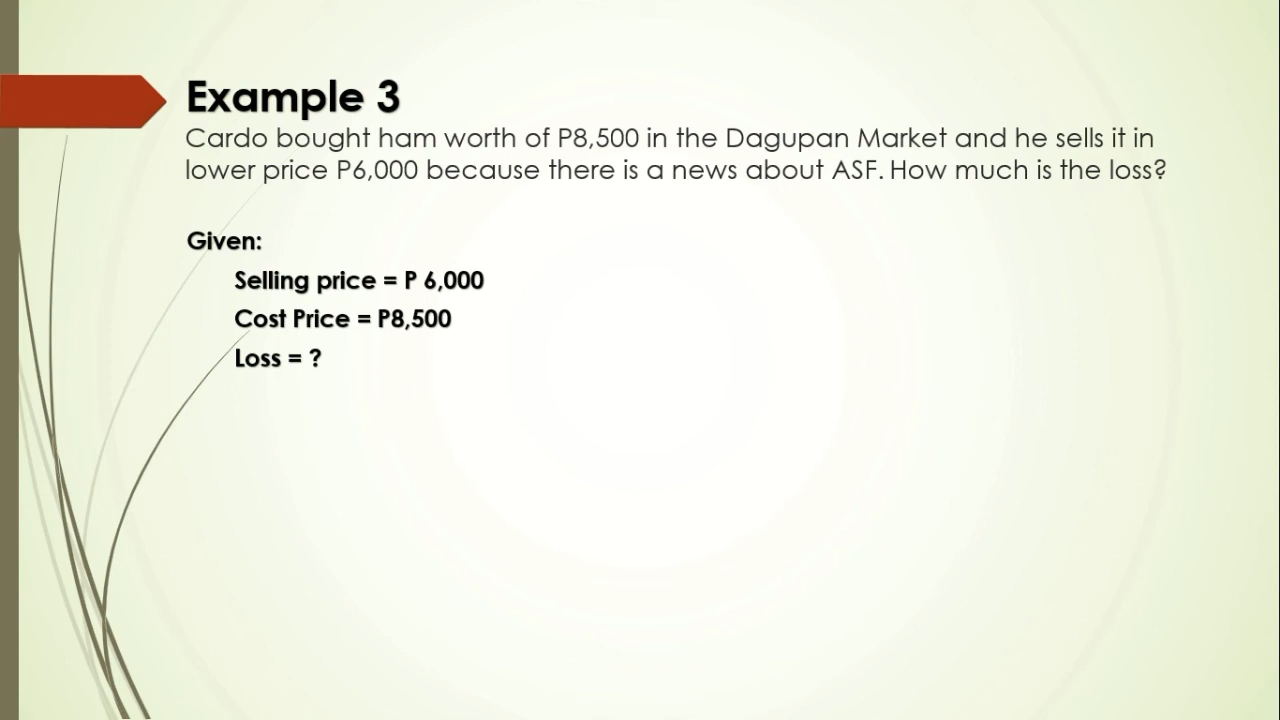 Example 3
Cardo bought ham worth of P8,500 in the Dagupan Market and he sells it in
lower price P6,000 because there is a news about ASF. How much is the loss?
Given:
Selling price = P 6,000
Cost Price = P8,500
Loss = ?